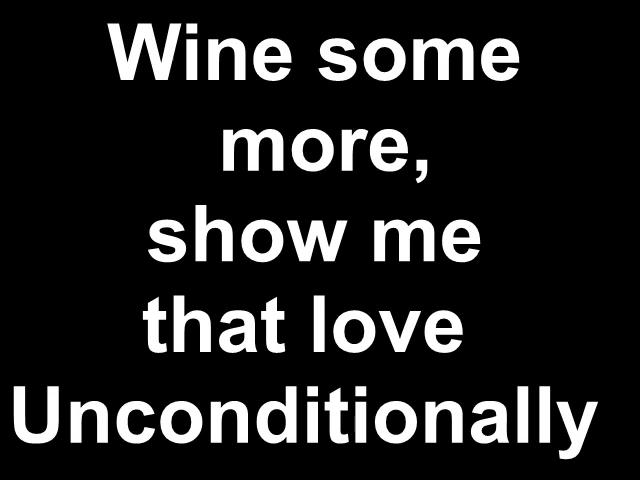 Wine some
more,
show me
that love
Unconditionally